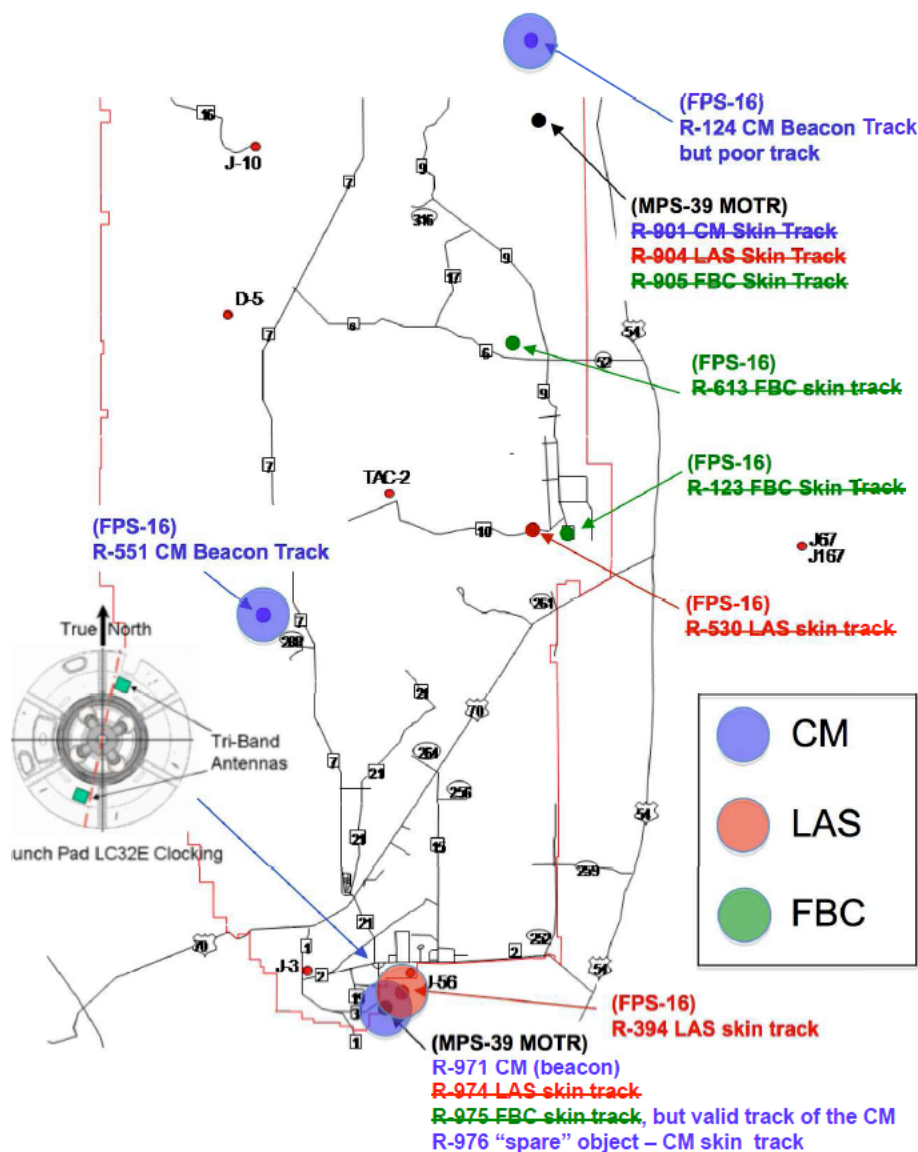 (FPS-16)
R-124 CM Beacon Track
but poor track
16
J-10
7
9
316
(MPS-39 MOTR)
R-901 CM Skin Track
R-904 LAS Skin Track
R-905 FBC Skin Track
9
17
D-5
7
6
6
54
52
(FPS-16)
R-613 FBC skin track
9
7
TAC-2
(FPS-16)
R-123 FBC Skin Track
10
J67
J167
(FPS-16)
R-551 CM Beacon Track
(FPS-16)
R-530 LAS skin track
261
7
288
True North
21
70
Tri-Band
Antennas
7
264
21
256
54
21
15
unch Pad LC32E Clocking
259
CM
LAS
FBC
21
70
1
252
2
54
J-3
2
J-56
19
3
1
(FPS-16)
R-394 LAS skin track
(MPS-39 MOTR)
R-971 CM (beacon)
R-974 LAS skin track
R-975 FBC skin track, but valid track of the CM
R-976 “spare” object – CM skin track